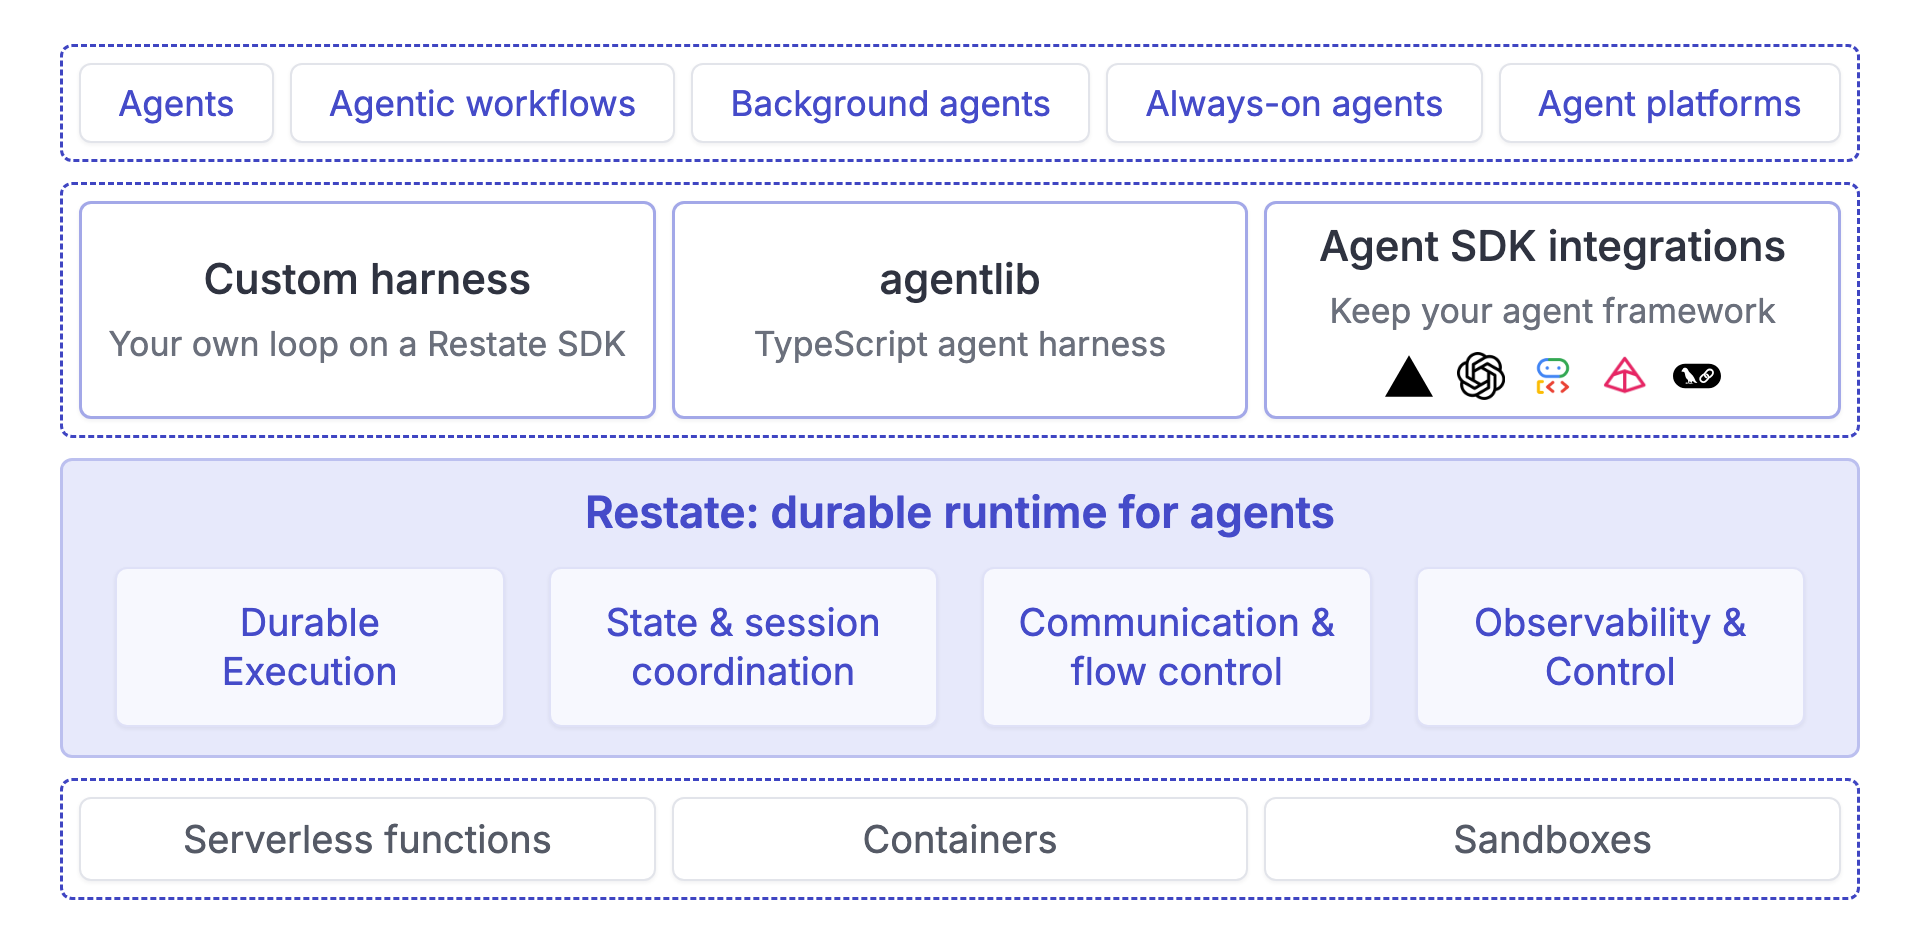 Agents
Agentic workflows
Background agents
Always-on agents
Agent platforms
Custom harness
Your own loop on a Restate SDK
agentlib
TypeScript agent harness
Agent SDK integrations
Keep your agent framework
Restate: durable runtime for agents
Durable
Execution
State & session
coordination
Communication &
flow control
Observability &
Control
Serverless functions
Containers
Sandboxes